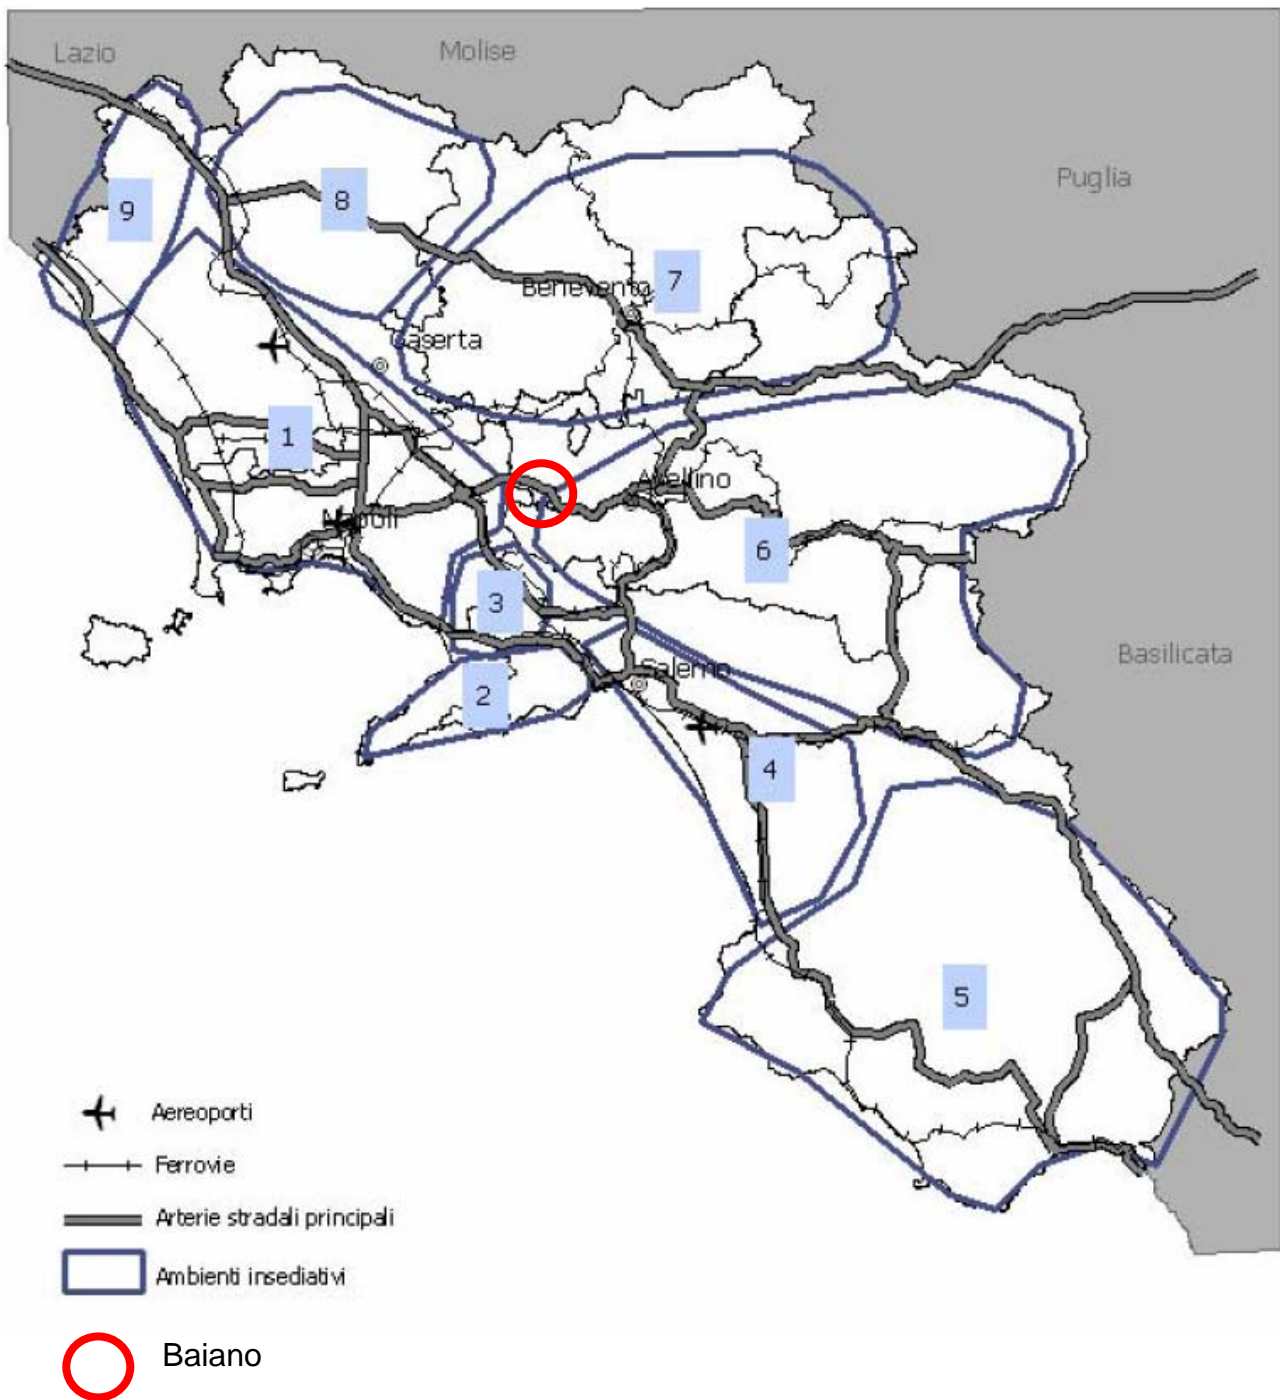 Lazio
Molise
Puglia
9
8
7
Benevento
Caserta
1
Avellino
Napoli
6
3
Basilicata
Salerno
2
4
5
Aereoporti
Ferrovie
Arterie stradali principali
Ambienti insediativi
Baiano